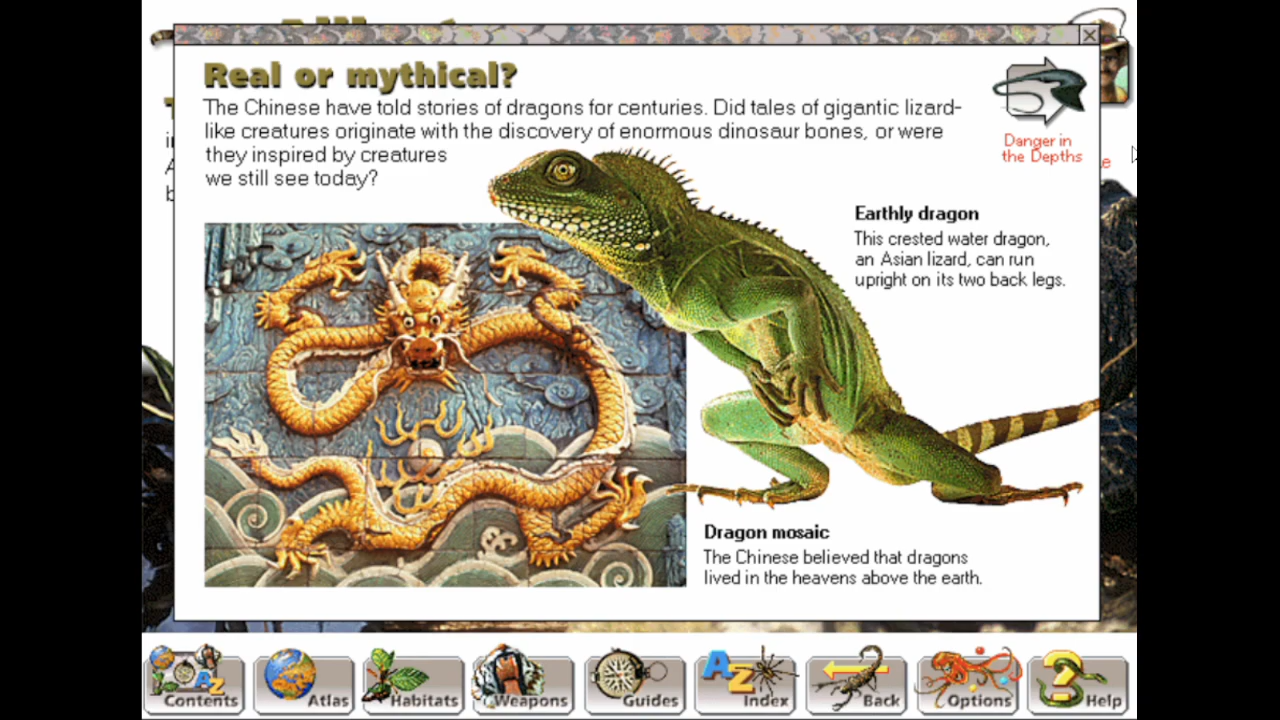 Real or mythical?
The Chinese have told stories of dragons for centuries. Did tales of gigantic lizard-
like creatures originate with the discovery of enormous dinosaur bones, or were
they inspired by creatures
we still see today?
Danger in
the Depths
Earthly dragon
This crested water dragon,
an Asian lizard, can run
upright on its two back legs.
Dragon mosaic
The Chinese believed that dragons
lived in the heavens above the earth.
Contents
Atlas
Habitats
Weapons
Guides
AZ
Index
Back
Options
Help